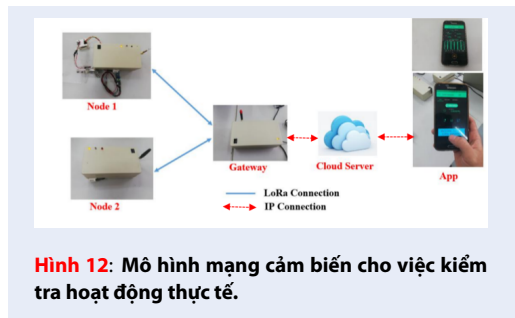 Node 1
Node 2
Gateway
Cloud Server
App
LoRa Connection
IP Connection
Hình 12: Mô hình mạng cảm biến cho việc kiểm
tra hoạt động thực tế.